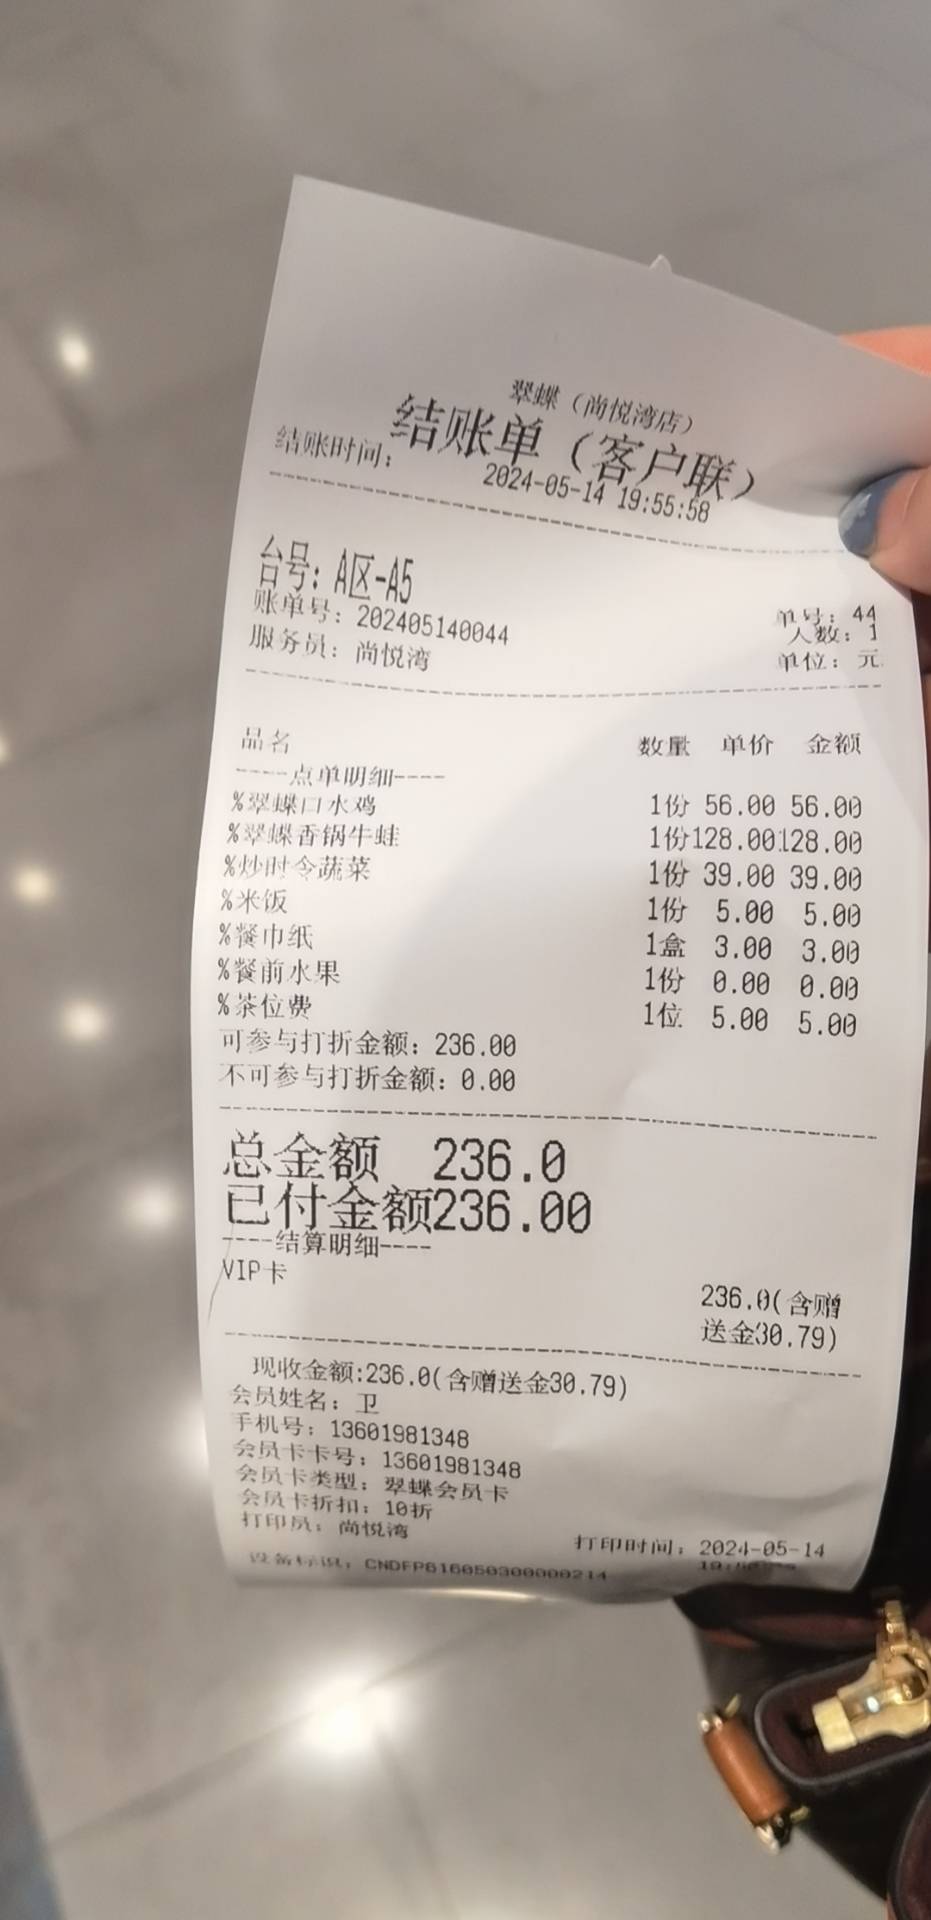 翠蝶（尚悦湾店）
结账单（客户联）
结账时间： 2024-05-14 19:55:58
台号：A区-A5
账单号：202405140044 单号：44
人数：1
服务员：尚悦湾 单位：元
品名 数量 单价 金额
----点单明细----
%翠蝶口水鸡 1份 56.00 56.00
%翠蝶香锅牛蛙 1份128.00128.00
%炒时令蔬菜 1份 39.00 39.00
%米饭 1份 5.00 5.00
%餐巾纸 1盒 3.00 3.00
%餐前水果 1份 0.00 0.00
%茶位费 1位 5.00 5.00
可参与打折金额：236.00
不可参与打折金额：0.00
总金额 236.0
已付金额236.00
----结算明细----
VIP卡
236.0(含赠
送金30.79)
现收金额:236.0(含赠送金30.79)
会员姓名：卫
手机号：13601981348
会员卡卡号：13601981348
会员卡类型：翠蝶会员卡
会员卡折扣：10折
打印员：尚悦湾 打印时间：2024-05-14
设备标识：CNDFP616050300000214